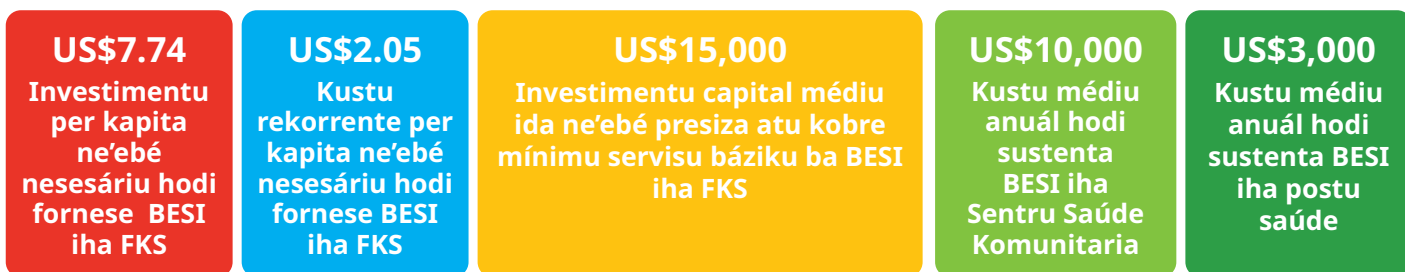 US$7.74
Investimentu
per kapita
ne'ebé
nesesáriu hodi
fornese BESI
iha FKS
US$2.05
Kustu
rekorrente per
kapita ne'ebé
nesesáriu hodi
fornese BESI
iha FKS
US$15,000
Investimentu capital médiu
ida ne'ebé presiza atu kobre
mínimu servisu báziku ba BESI
iha FKS
US$10,000
Kustu médiu
anuál hodi
sustenta
BESI iha
Sentru Saúde
Komunitaria
US$3,000
Kustu médiu
anuál hodi
sustenta BESI
iha postu
saúde